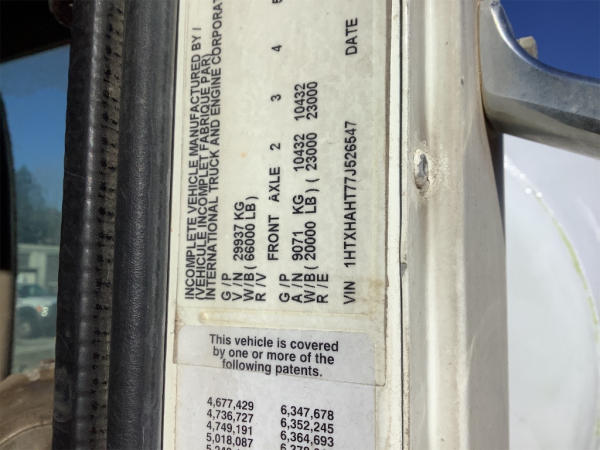 INCOMPLETE VEHICLE MANUFACTURED BY /
(VEHICULE INCOMPLET FABRIQUE PAR)
INTERNATIONAL TRUCK AND ENGINE CORPORAT
G/P
V/N 29937 KG
W/B( 66000 LB)
R/V
FRONT AXLE 2 3 4 5
G/P
A/N 9071 KG 10432 10432
W/B( 20000 LB) ( 23000 23000
R/E
VIN 1HTXHAHT77J526547 DATE
This vehicle is covered
by one or more of the
following patents.
4,677,429 6,347,678
4,736,727 6,352,245
4,749,191 6,364,693
5,018,087